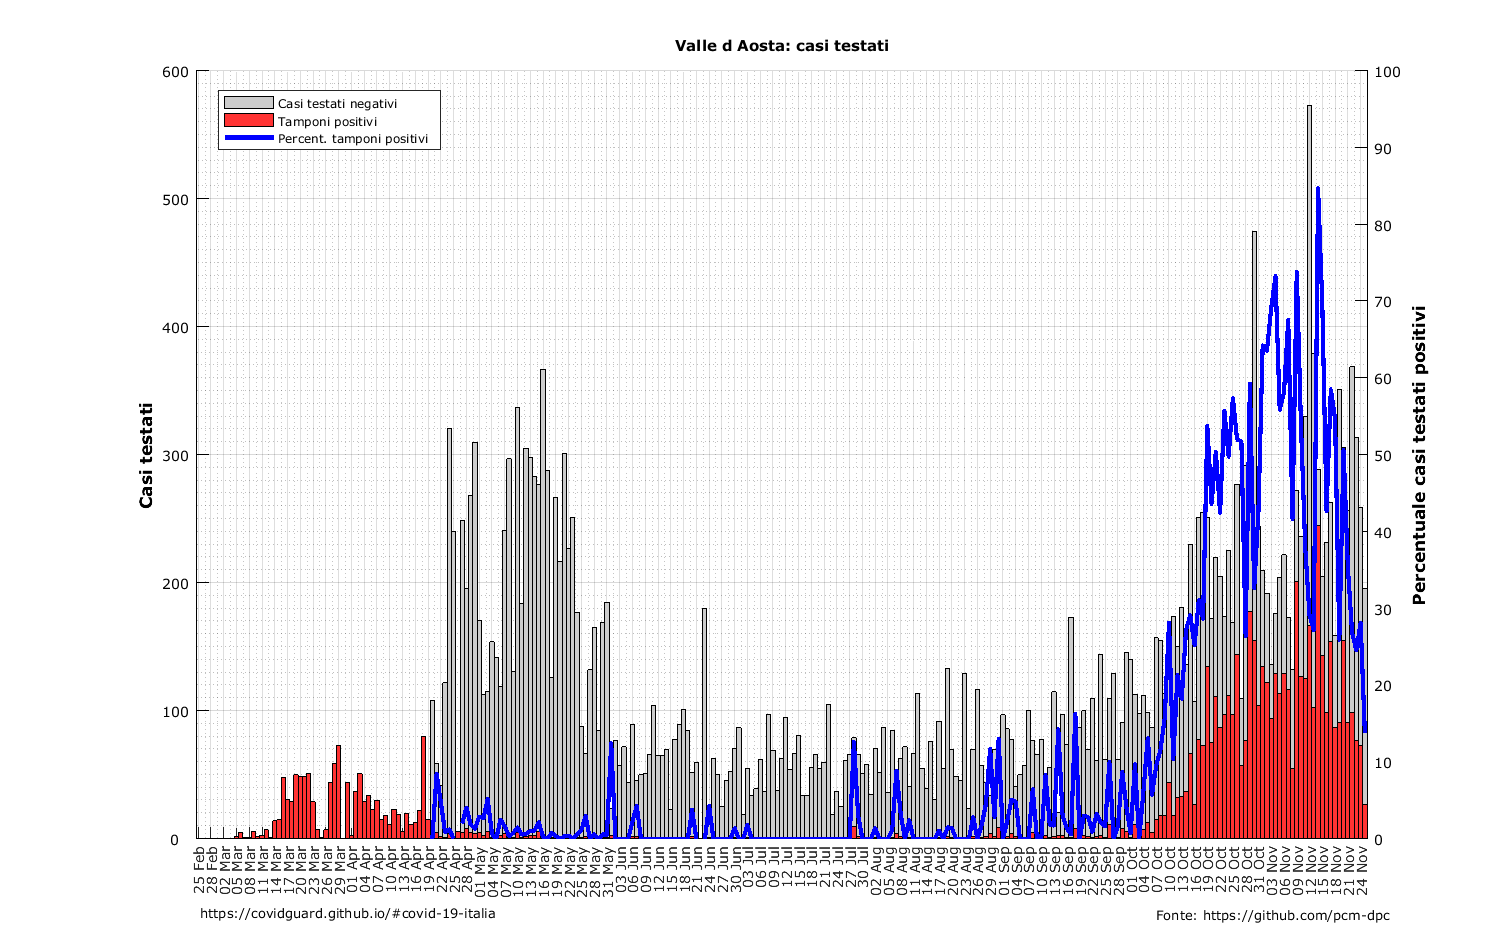 Valle d Aosta: casi testati
Casi testati negativi
Tamponi positivi
Percent. tamponi positivi
600
500
400
300
200
100
0
Casi testati
100
90
80
70
60
50
40
30
20
10
0
Percentuale casi testati positivi
25 Feb
28 Feb
02 Mar
05 Mar
08 Mar
11 Mar
14 Mar
17 Mar
20 Mar
23 Mar
26 Mar
29 Mar
01 Apr
04 Apr
07 Apr
10 Apr
13 Apr
16 Apr
19 Apr
22 Apr
25 Apr
28 Apr
01 May
04 May
07 May
10 May
13 May
16 May
19 May
22 May
25 May
28 May
31 May
03 Jun
06 Jun
09 Jun
12 Jun
15 Jun
18 Jun
21 Jun
24 Jun
27 Jun
30 Jun
03 Jul
06 Jul
09 Jul
12 Jul
15 Jul
18 Jul
21 Jul
24 Jul
27 Jul
30 Jul
02 Aug
05 Aug
08 Aug
11 Aug
14 Aug
17 Aug
20 Aug
23 Aug
26 Aug
29 Aug
01 Sep
04 Sep
07 Sep
10 Sep
13 Sep
16 Sep
19 Sep
22 Sep
25 Sep
28 Sep
01 Oct
04 Oct
07 Oct
10 Oct
13 Oct
16 Oct
19 Oct
22 Oct
25 Oct
28 Oct
31 Oct
03 Nov
06 Nov
09 Nov
12 Nov
15 Nov
18 Nov
21 Nov
24 Nov
https://covidguard.github.io/#covid-19-italia
Fonte: https://github.com/pcm-dpc